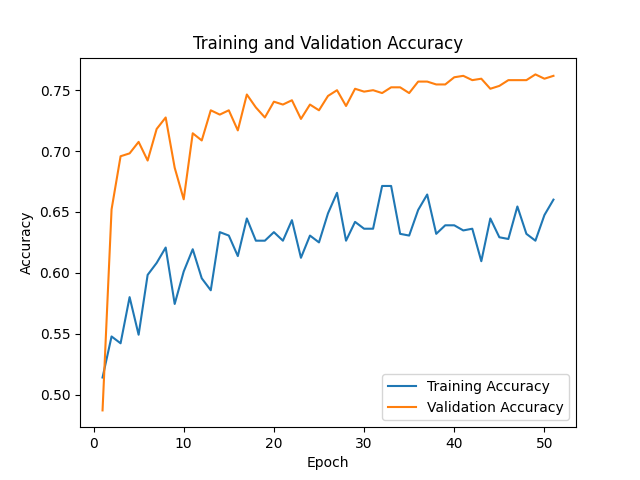 Training and Validation Accuracy
Accuracy
0.75
0.70
0.65
0.60
0.55
0.50
Training Accuracy
Validation Accuracy
0
10
20
30
40
50
Epoch